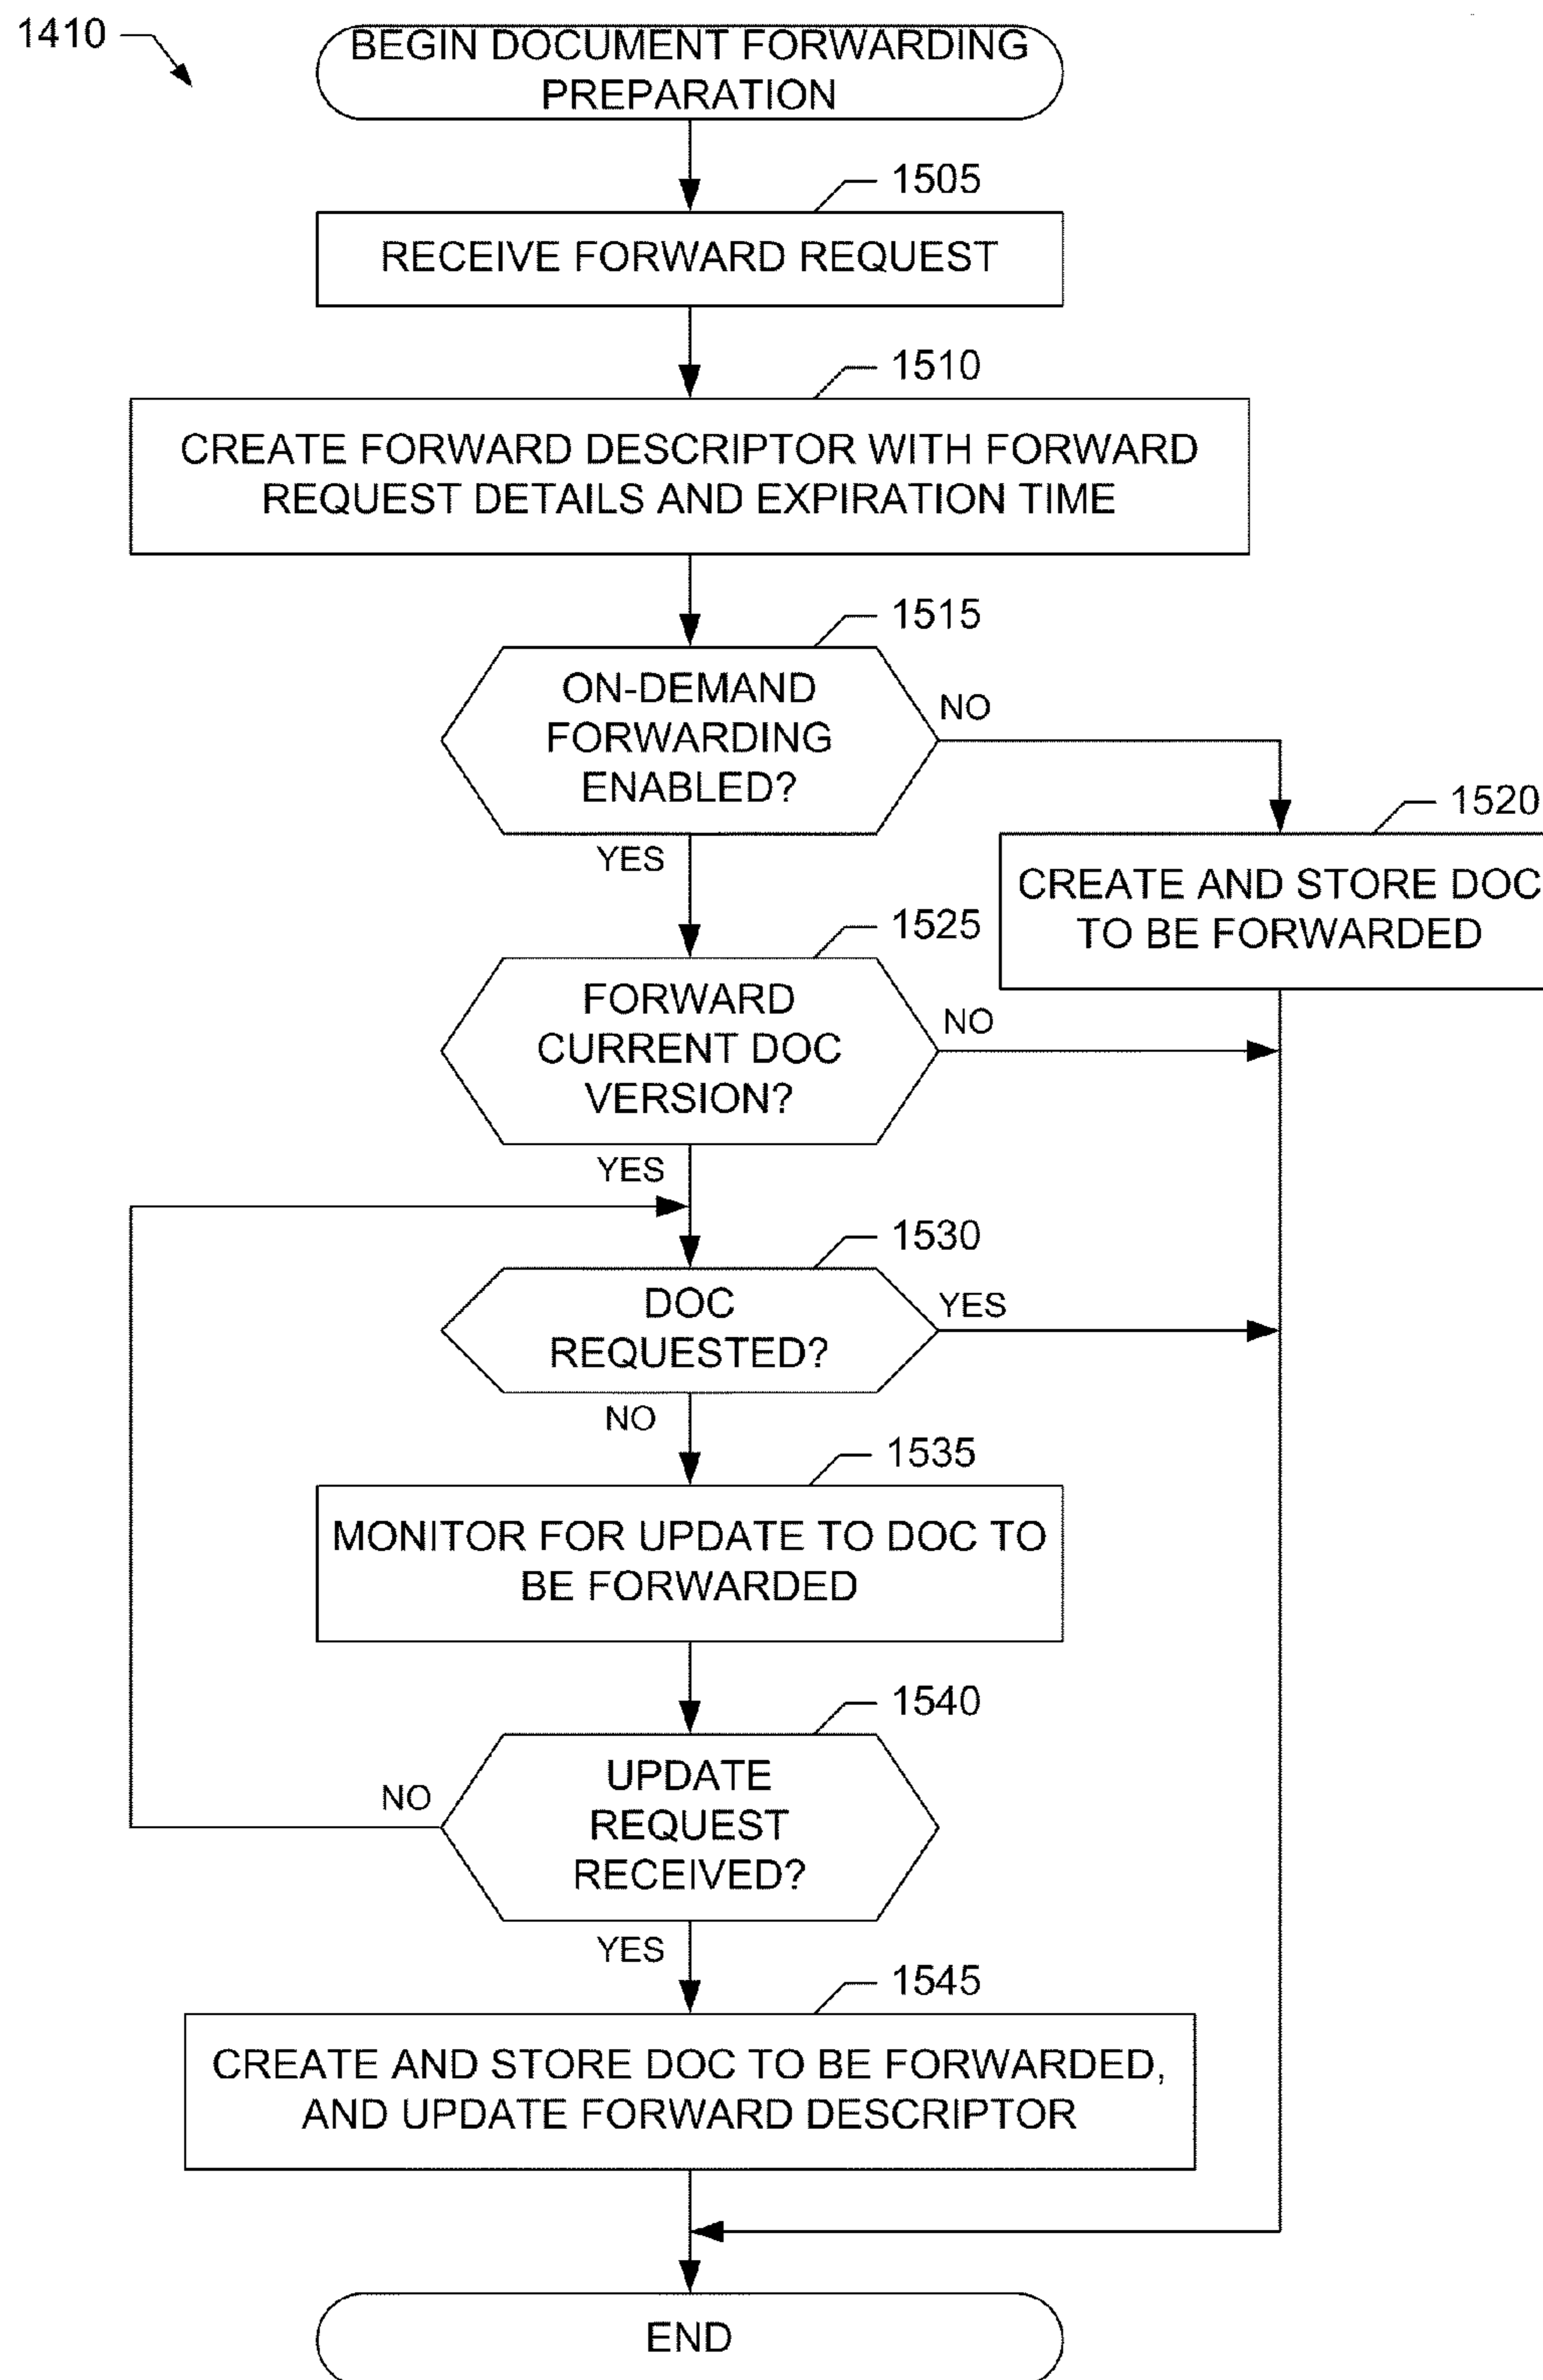 1410
BEGIN DOCUMENT FORWARDING
PREPARATION
1505
RECEIVE FORWARD REQUEST
1510
CREATE FORWARD DESCRIPTOR WITH FORWARD
REQUEST DETAILS AND EXPIRATION TIME
1515
ON-DEMAND
FORWARDING
ENABLED?
NO
YES
1520
CREATE AND STORE DOC
TO BE FORWARDED
1525
FORWARD
CURRENT DOC
VERSION?
NO
YES
1530
DOC
REQUESTED?
YES
NO
1535
MONITOR FOR UPDATE TO DOC TO
BE FORWARDED
1540
UPDATE
REQUEST
RECEIVED?
NO
YES
1545
CREATE AND STORE DOC TO BE FORWARDED,
AND UPDATE FORWARD DESCRIPTOR
END